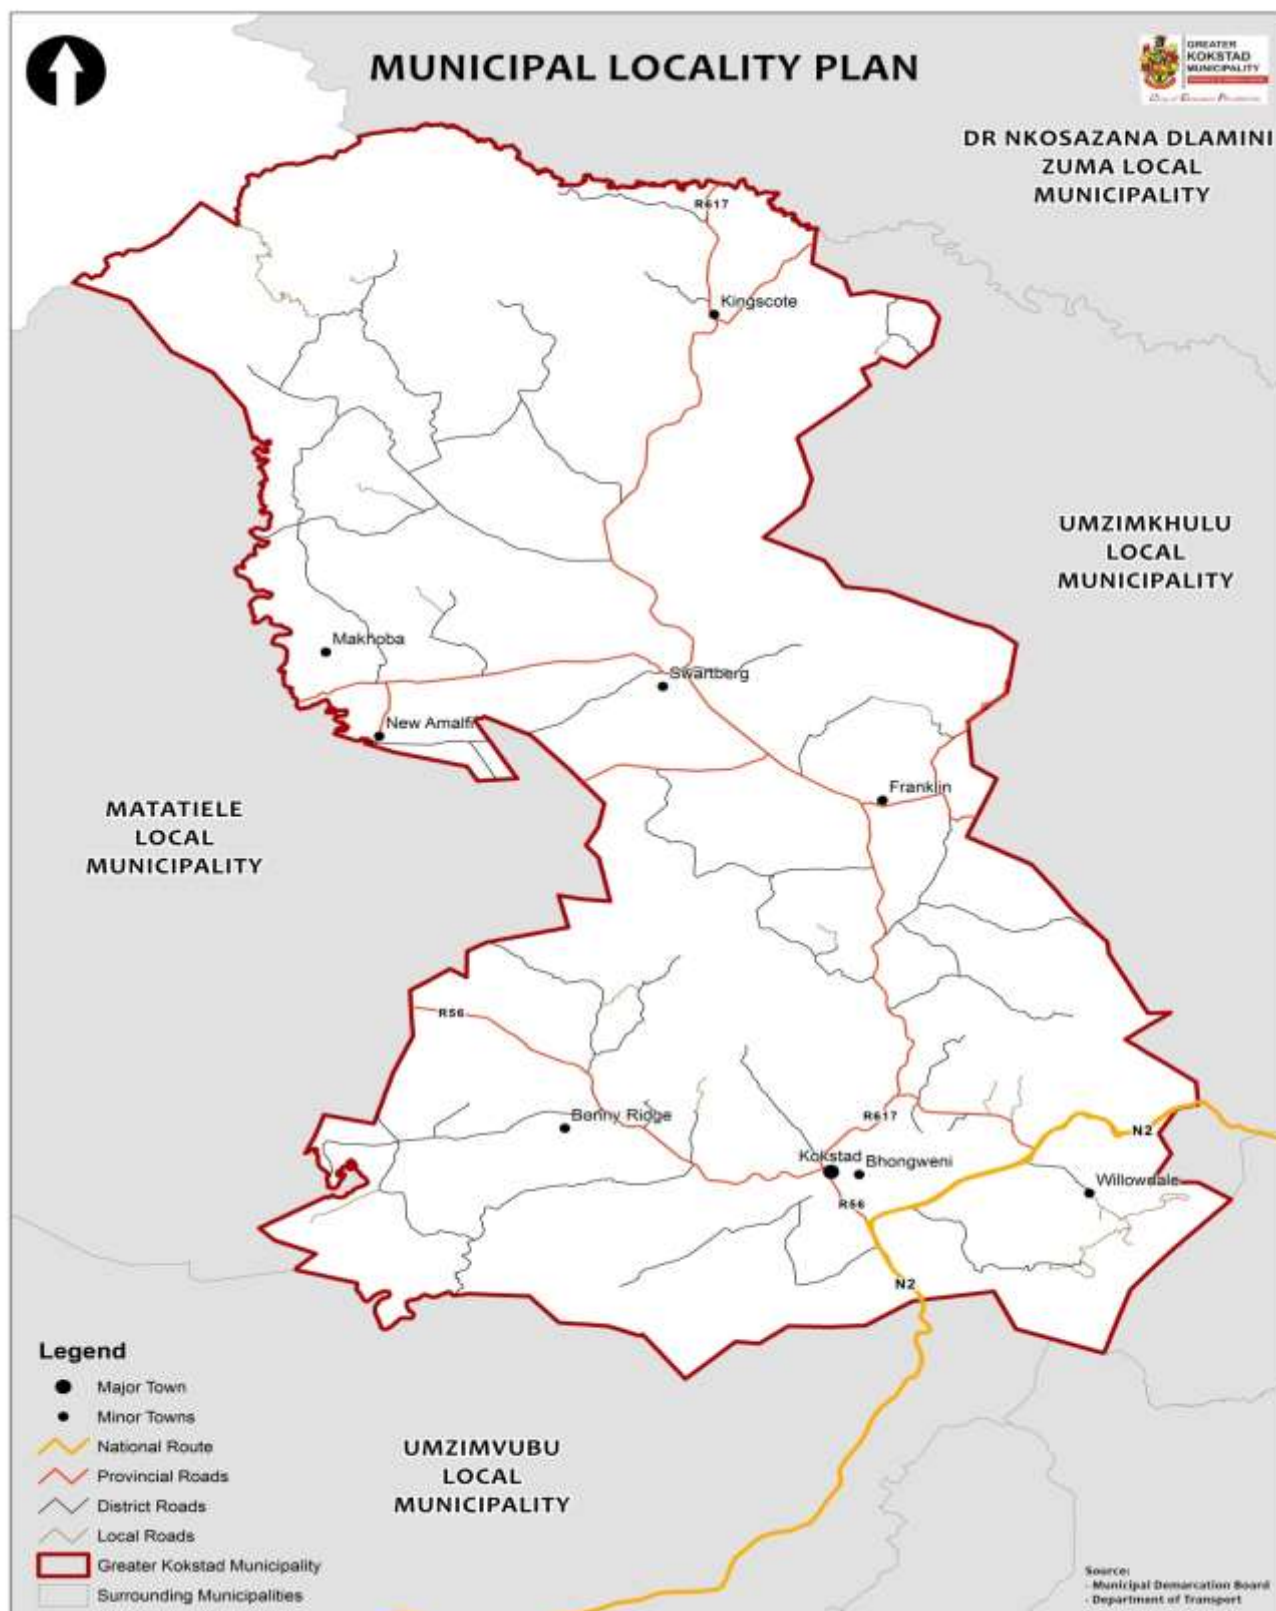 MUNICIPAL LOCALITY PLAN
GREATER
KOKSTAD
MUNICIPALITY
DR NKOSAZANA DLAMINI
ZUMA LOCAL
MUNICIPALITY
R617
Kingscote
UMZIMKHULU
LOCAL
MUNICIPALITY
Makhoba
Swartberg
New Amalfi
Franklin
MATATIELE
LOCAL
MUNICIPALITY
R56
Bonny Ridge
R617
N2
Kokstad
Bhongweni
Willowdale
R56
N2
Legend
Major Town
Minor Towns
National Route
Provincial Roads
District Roads
Local Roads
Greater Kokstad Municipality
Surrounding Municipalities
UMZIMVUBU
LOCAL
MUNICIPALITY
Source:
- Municipal Demarcation Board
- Department of Transport